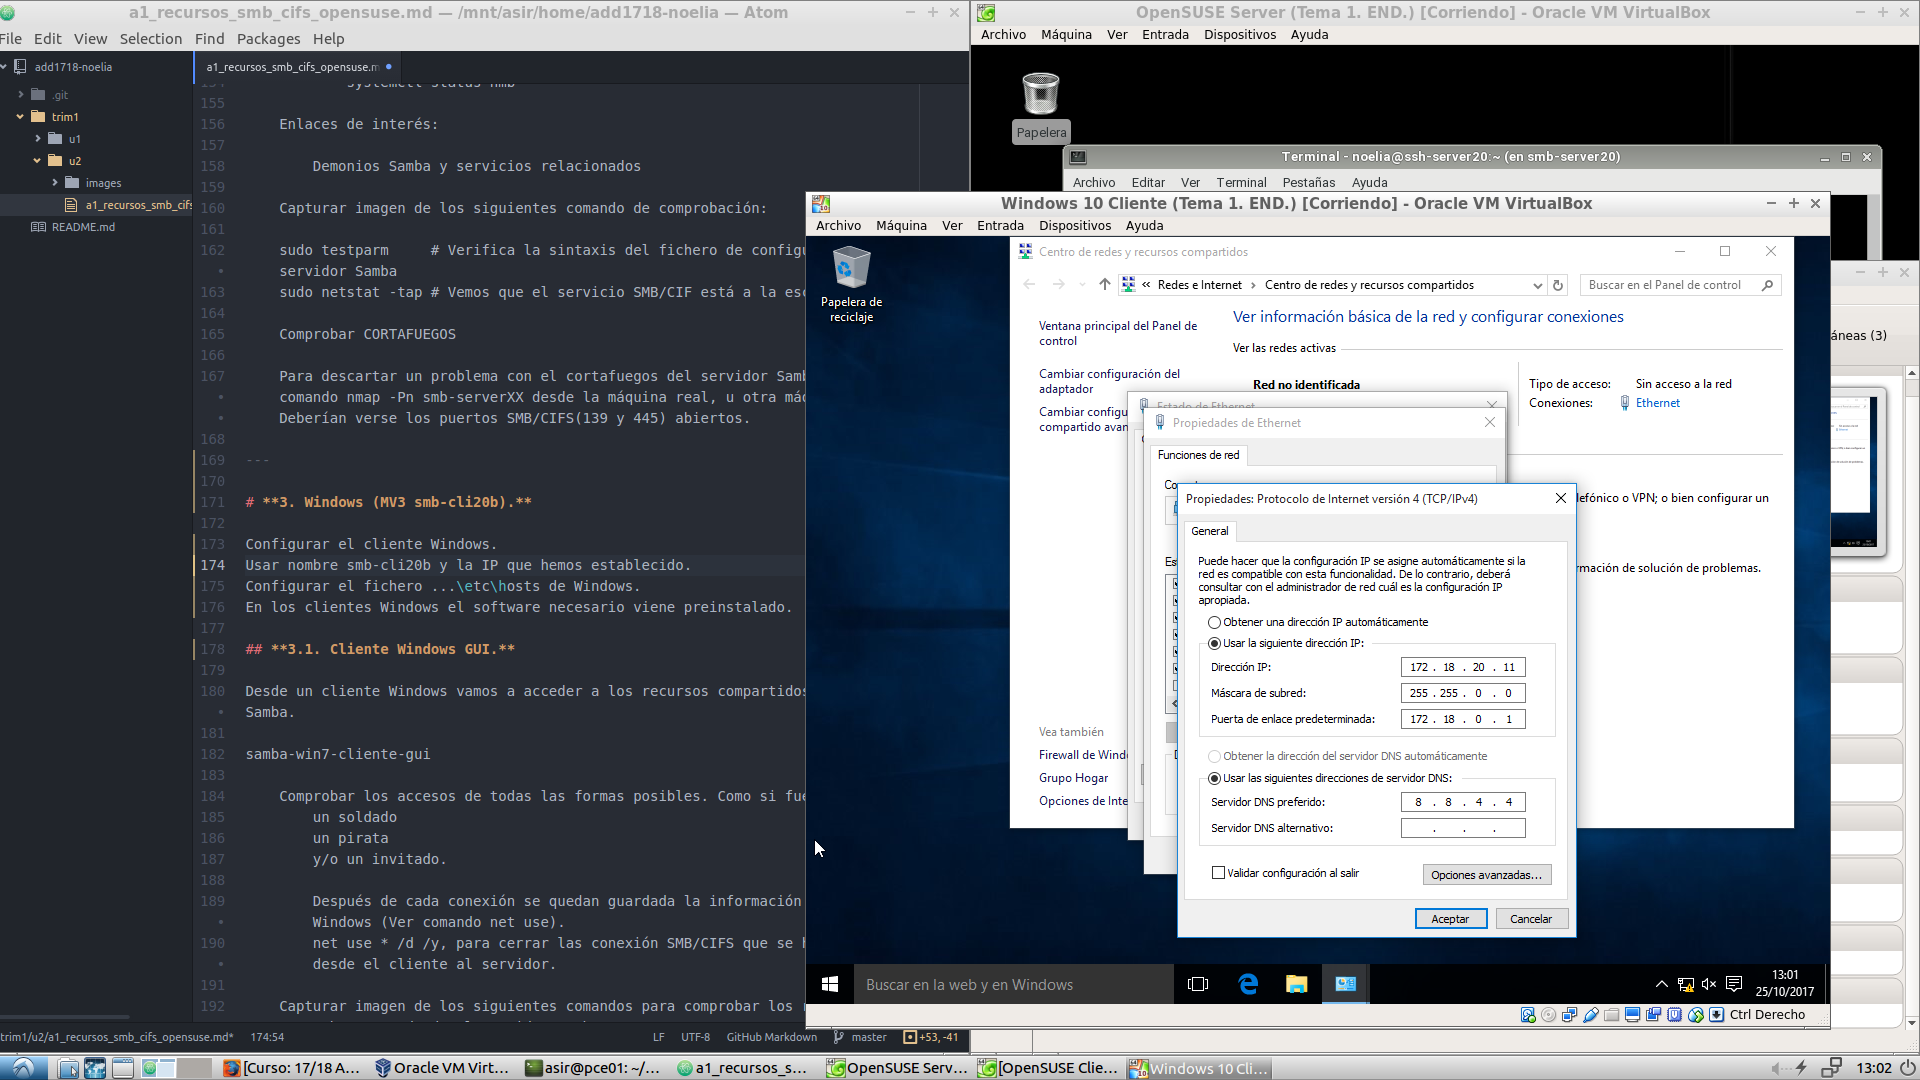 a1_recursos_smb_cifs_opensuse.md — /mnt/asir/home/add1718-noelia — Atom
File Edit View Selection Find Packages Help
add1718-noelia
.git
trim1
u1
u2
images
a1_recursos_smb_cifs
README.md
a1_recursos_smb_cifs_opensuse.m
155
156 Enlaces de interés:
157
158 Demonios Samba y servicios relacionados
159
160 Capturar imagen de los siguientes comando de comprobación:
161
162 sudo testparm # Verifica la sintaxis del fichero de configu
servidor Samba
163 sudo netstat -tap # Vemos que el servicio SMB/CIF está a la esc
164
165 Comprobar CORTAFUEGOS
166
167 Para descartar un problema con el cortafuegos del servidor Samb
comando nmap -Pn smb-serverXX desde la máquina real, u otra mác
Deberían verse los puertos SMB/CIFS(139 y 445) abiertos.
168
169 ---
170
171 # **3. Windows (MV3 smb-cli20b).**
172
173 Configurar el cliente Windows.
174 Usar nombre smb-cli20b y la IP que hemos establecido.
175 Configurar el fichero ...\etc\hosts de Windows.
176 En los clientes Windows el software necesario viene preinstalado.
177
178 ## **3.1. Cliente Windows GUI.**
179
180 Desde un cliente Windows vamos a acceder a los recursos compartidos
Samba.
181
182 samba-win7-cliente-gui
183
184 Comprobar los accesos de todas las formas posibles. Como si fue
185 un soldado
186 un pirata
187 y/o un invitado.
188
189 Después de cada conexión se quedan guardada la información
Windows (Ver comando net use).
190 net use * /d /y, para cerrar las conexión SMB/CIFS que se h
desde el cliente al servidor.
191
192 Capturar imagen de los siguientes comandos para comprobar los
trim1/u2/a1_recursos_smb_cifs_opensuse.md* 174:54 LF UTF-8 GitHub Markdown master +53, -41
OpenSUSE Server (Tema 1. END.) [Corriendo] - Oracle VM VirtualBox
Archivo Máquina Ver Entrada Dispositivos Ayuda
Papelera
Terminal - noelia@ssh-server20:~ (en smb-server20)
Archivo Editar Ver Terminal Pestañas Ayuda
áneas (3)
Windows 10 Cliente (Tema 1. END.) [Corriendo] - Oracle VM VirtualBox
Archivo Máquina Ver Entrada Dispositivos Ayuda
Papelera de
reciclaje
Centro de redes y recursos compartidos
« Redes e Internet › Centro de redes y recursos compartidos
Buscar en el Panel de control
Ventana principal del Panel de
control
Cambiar configuración del
adaptador
Cambiar configu
compartido avan
Ver información básica de la red y configurar conexiones
Ver las redes activas
Red no identificada
Tipo de acceso: Sin acceso a la red
Conexiones: Ethernet
efónico o VPN; o bien configurar un
rmación de solución de problemas.
Vea también
Firewall de Windo
Grupo Hogar
Opciones de Inte
Estado de Ethernet
Propiedades de Ethernet
Funciones de red
Propiedades: Protocolo de Internet versión 4 (TCP/IPv4)
General
Puede hacer que la configuración IP se asigne automáticamente si la
red es compatible con esta funcionalidad. De lo contrario, deberá
consultar con el administrador de red cuál es la configuración IP
apropiada.
Obtener una dirección IP automáticamente
Usar la siguiente dirección IP:
Dirección IP: 172 . 18 . 20 . 11
Máscara de subred: 255 . 255 . 0 . 0
Puerta de enlace predeterminada: 172 . 18 . 0 . 1
Obtener la dirección del servidor DNS automáticamente
Usar las siguientes direcciones de servidor DNS:
Servidor DNS preferido: 8 . 8 . 4 . 4
Servidor DNS alternativo: . . .
Validar configuración al salir
Opciones avanzadas...
Aceptar Cancelar
Buscar en la web y en Windows
13:01
25/10/2017
Ctrl Derecho
[Curso: 17/18 A... Oracle VM Virt... asir@pce01: ~/... a1_recursos_s... OpenSUSE Serv... [OpenSUSE Clie... Windows 10 Cli... 13:02